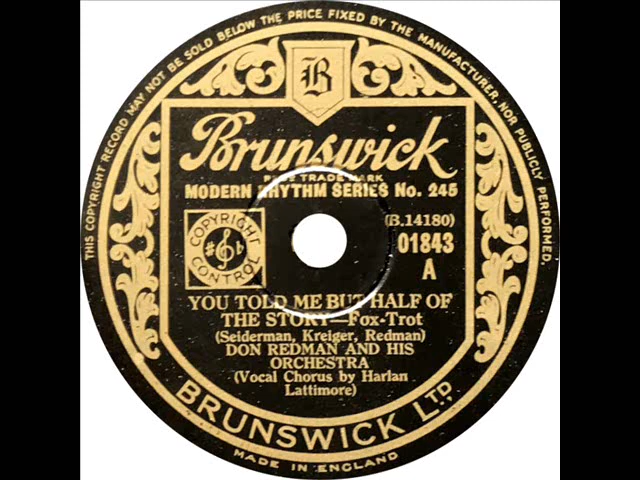 THIS COPYRIGHT RECORD MAY NOT BE SOLD BELOW THE PRICE FIXED BY THE MANUFACTURER, NOR PUBLICLY PERFORMED.
B
Brunswick
TRADE MARK
MODERN RHYTHM SERIES No. 245
COPYRIGHT CONTROL
(B.14180)
01843
A
YOU TOLD ME BUT HALF OF
THE STORY—Fox-Trot
(Seiderman, Kreiger, Redman)
DON REDMAN AND HIS
ORCHESTRA
(Vocal Chorus by Harlan
Lattimore)
BRUNSWICK LTD.,
MADE IN ENGLAND